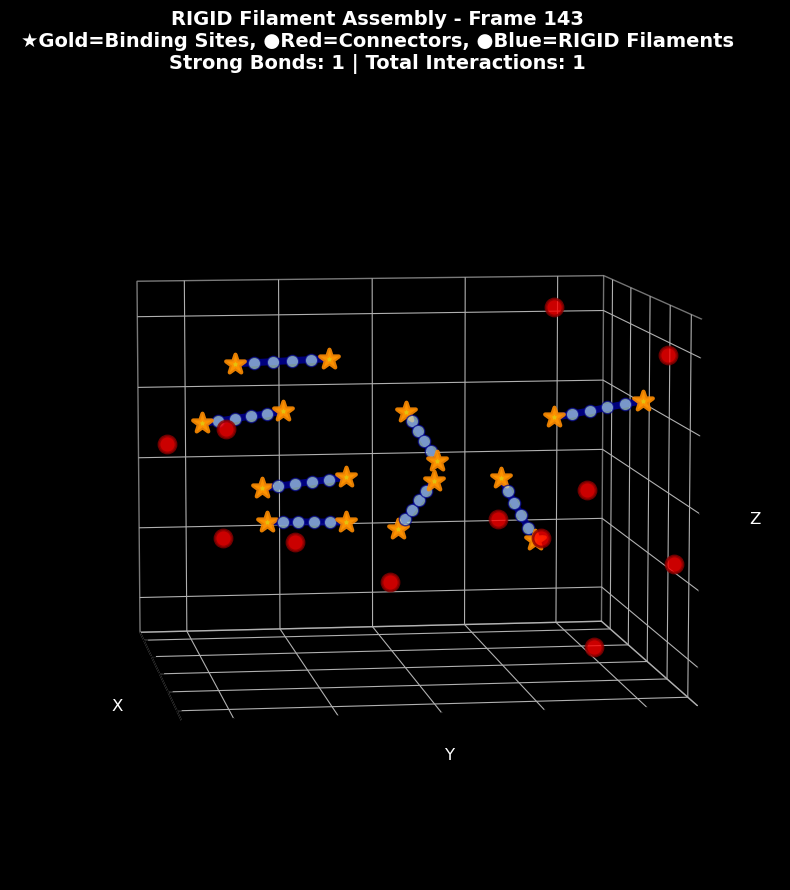 RIGID Filament Assembly - Frame 143
★Gold=Binding Sites, ●Red=Connectors, ●Blue=RIGID Filaments
Strong Bonds: 1 | Total Interactions: 1
Z
X
Y